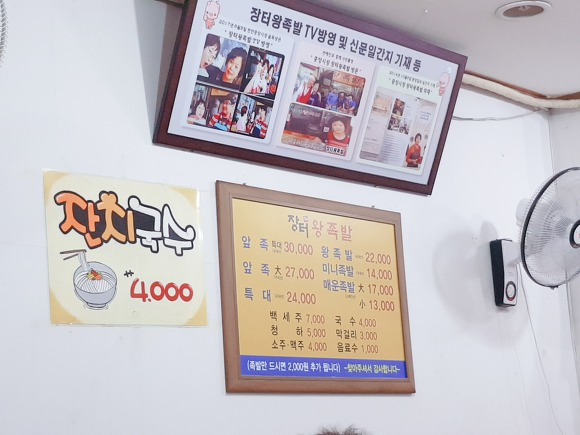 장터왕족발 TV방영 및 신문일간지 기재 등
잔치국수
₩4.000
장터왕족발
앞족 특대 30,000
앞족 大 27,000
특대 24,000
왕족발 22,000
미니족발 14,000
매운족발 大 17,000
小 13,000
백세주 7,000
청하 5,000
소주·맥주 4,000
국수 4,000
막걸리 3,000
음료수 1,000
(족발만 드시면 2,000원 추가 됩니다) ~찾아주셔서 감사합니다~